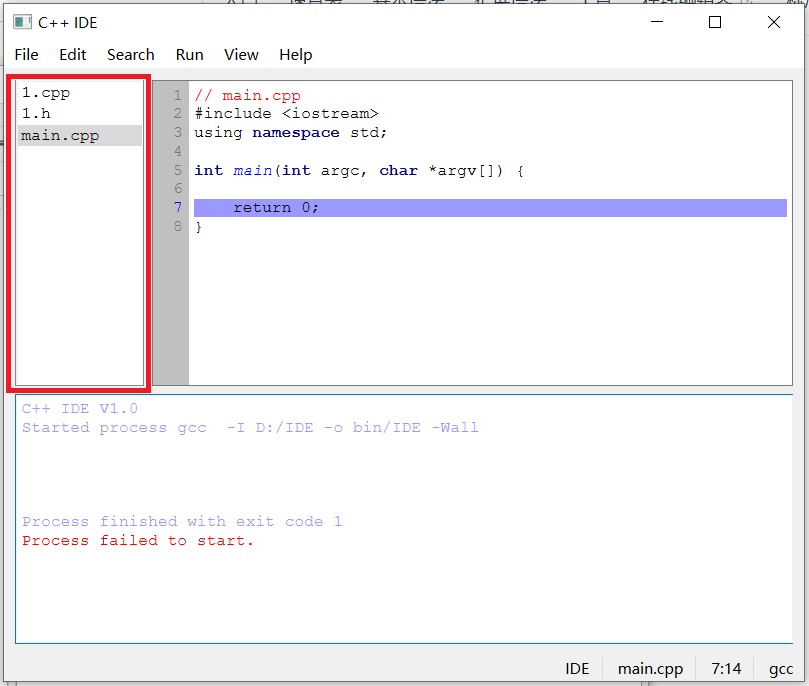 C++ IDE
File Edit Search Run View Help
1.cpp
1.h
main.cpp
1 // main.cpp
2 #include <iostream>
3 using namespace std;
4
5 int main(int argc, char *argv[]) {
6
7 return 0;
8 }
C++ IDE V1.0
Started process gcc  -I D:/IDE -o bin/IDE -Wall
Process finished with exit code 1
Process failed to start.
IDE main.cpp 7:14 gcc